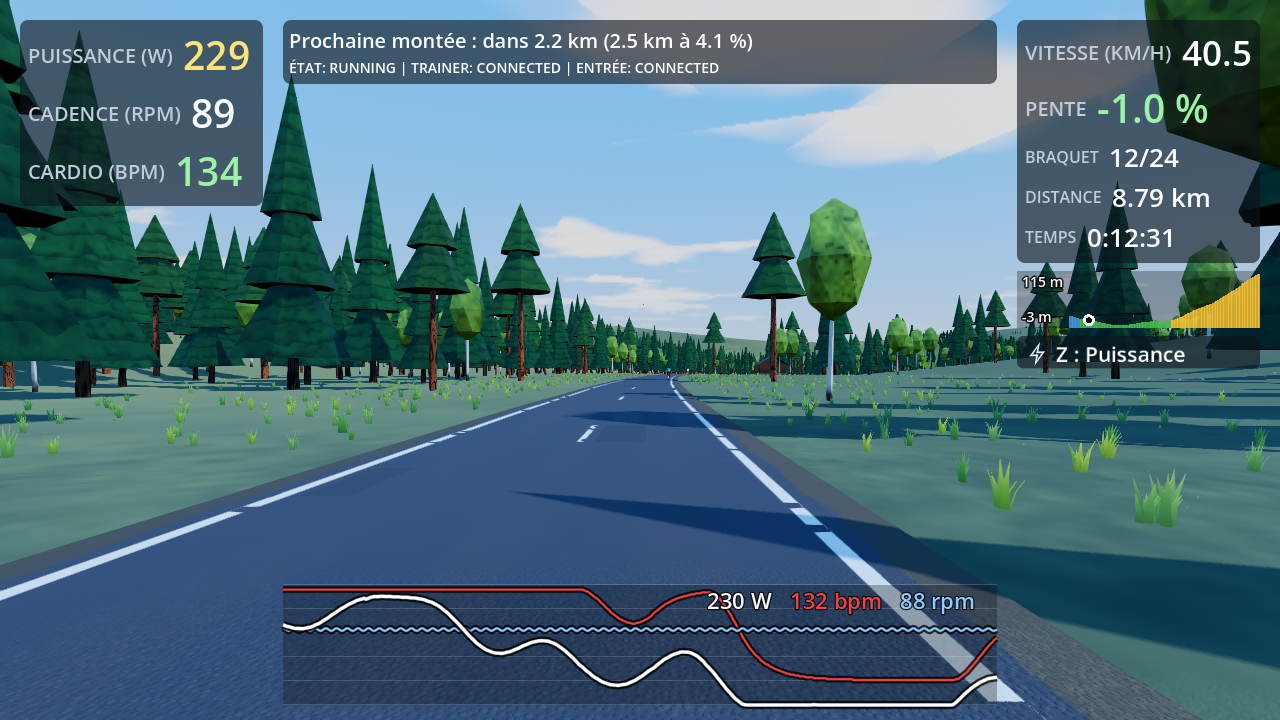 PUISSANCE (W) 229
CADENCE (RPM) 89
CARDIO (BPM) 134
Prochaine montée : dans 2.2 km (2.5 km à 4.1 %)
ÉTAT: RUNNING | TRAINER: CONNECTED | ENTRÉE: CONNECTED
VITESSE (KM/H) 40.5
PENTE -1.0 %
BRAQUET 12/24
DISTANCE 8.79 km
TEMPS 0:12:31
115 m
-3 m
Z : Puissance
230 W 132 bpm 88 rpm